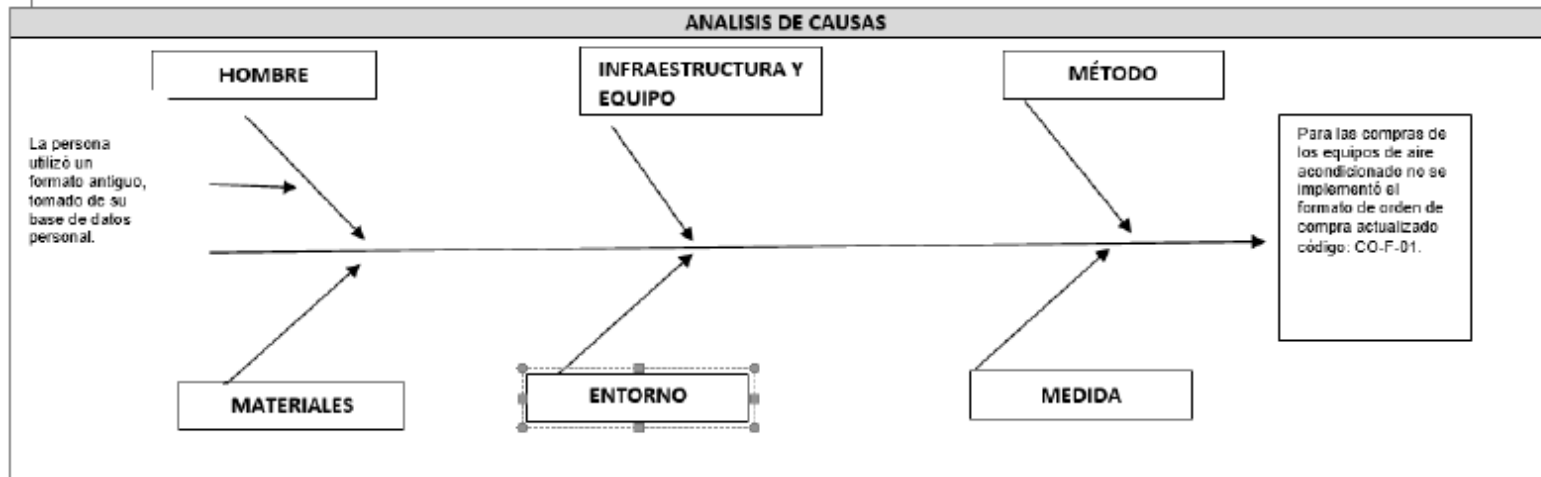 ANALISIS DE CAUSAS
HOMBRE
INFRAESTRUCTURA Y
EQUIPO
MÉTODO
La persona
utilizó un
formato antiguo,
tomado de su
base de datos
personal.
Para las compras de
los equipos de aire
acondicionado no se
implementó el
formato de orden de
compra actualizado
código: CO-F-01.
MATERIALES
ENTORNO
MEDIDA